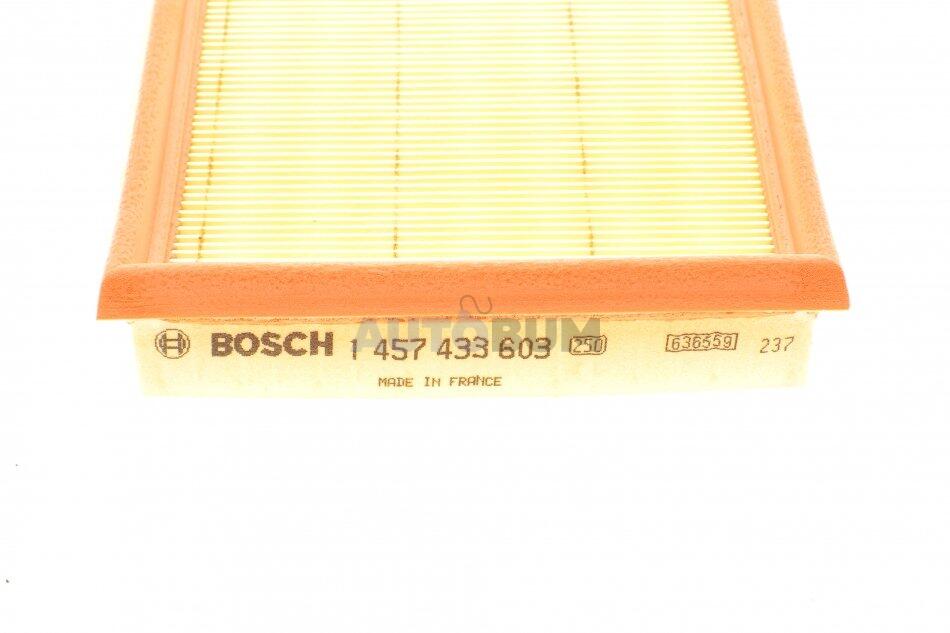 AUTOBUM
BOSCH 1 457 433 603 250 636559 237
MADE IN FRANCE